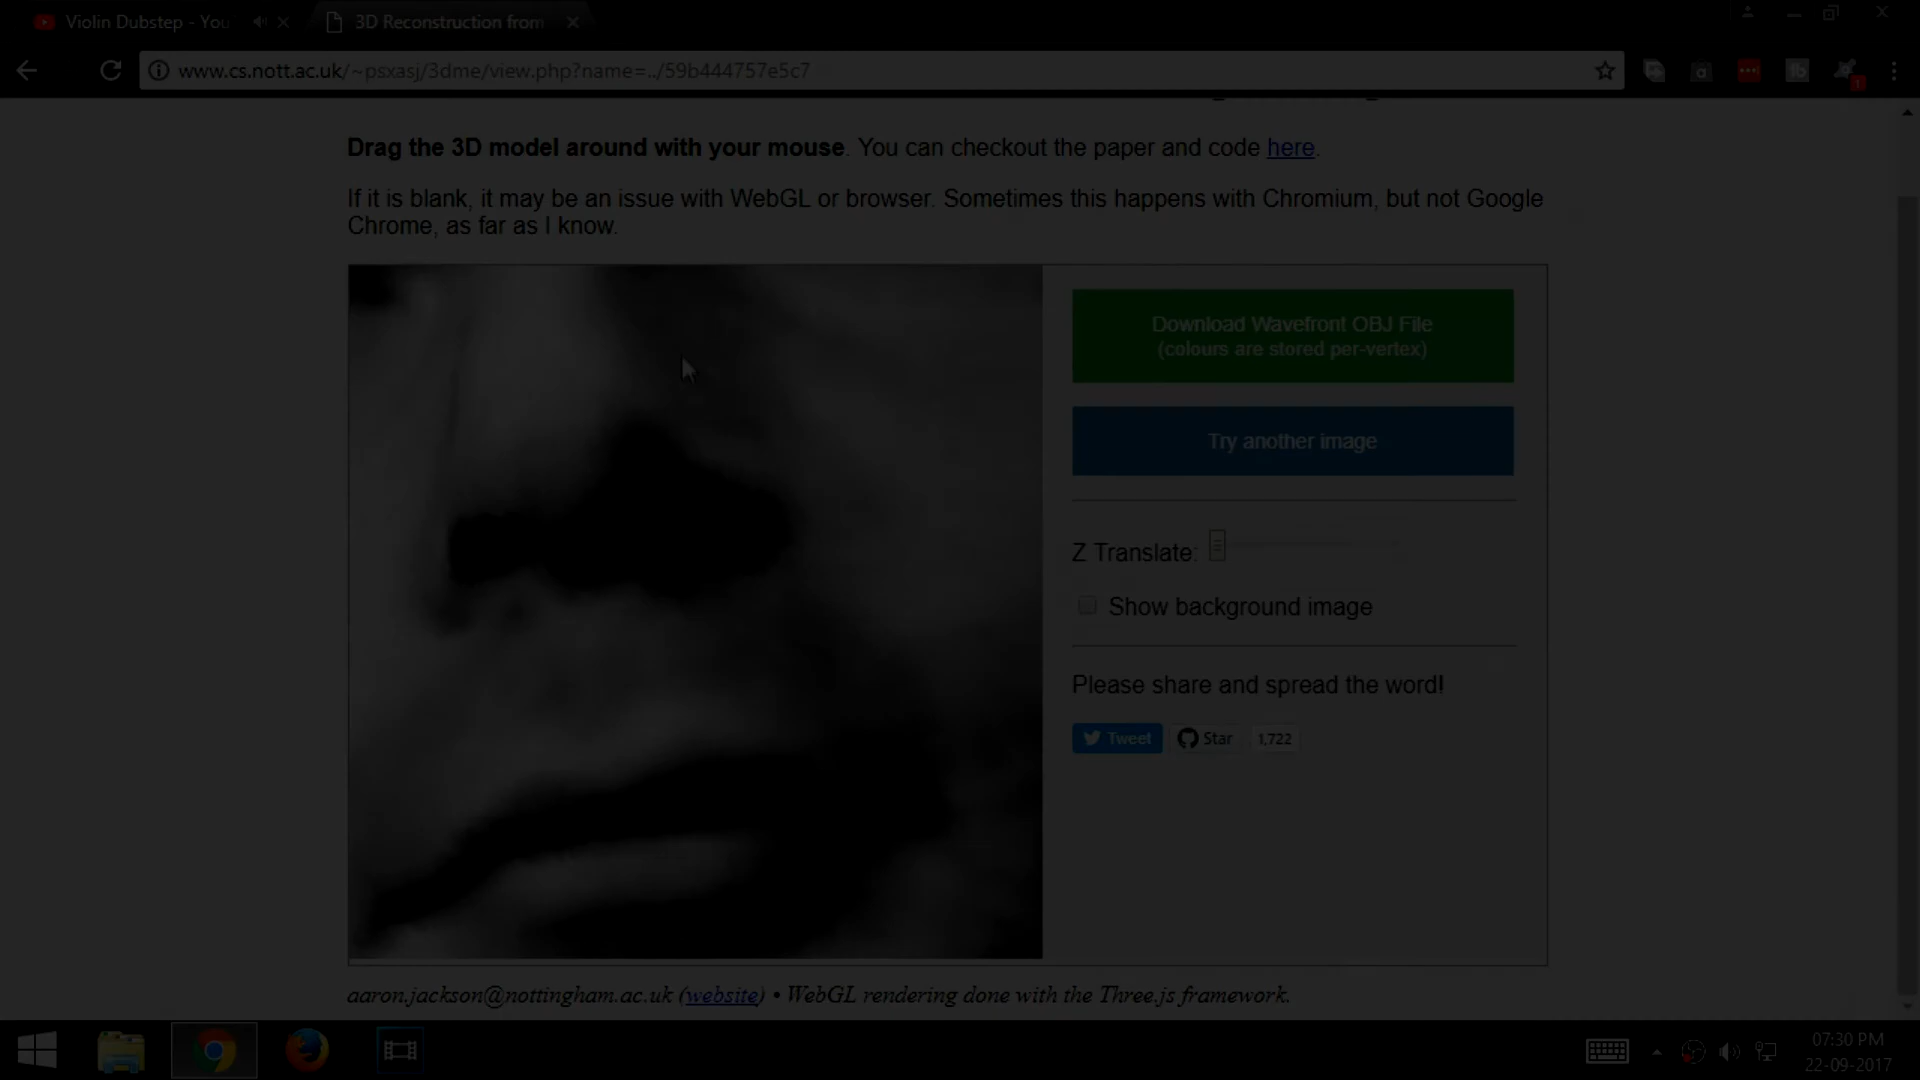 Violin Dubstep - You
3D Reconstruction from
www.cs.nott.ac.uk/~psxasj/3dme/view.php?name=../59b444757e5c7
Drag the 3D model around with your mouse. You can checkout the paper and code here.
If it is blank, it may be an issue with WebGL or browser. Sometimes this happens with Chromium, but not Google
Chrome, as far as I know.
Download Wavefront OBJ File
(colours are stored per-vertex)
Try another image
Z Translate:
Show background image
Please share and spread the word!
Tweet
Star
1,722
aaron.jackson@nottingham.ac.uk (website) • WebGL rendering done with the Three.js framework.
07:30 PM
22-09-2017